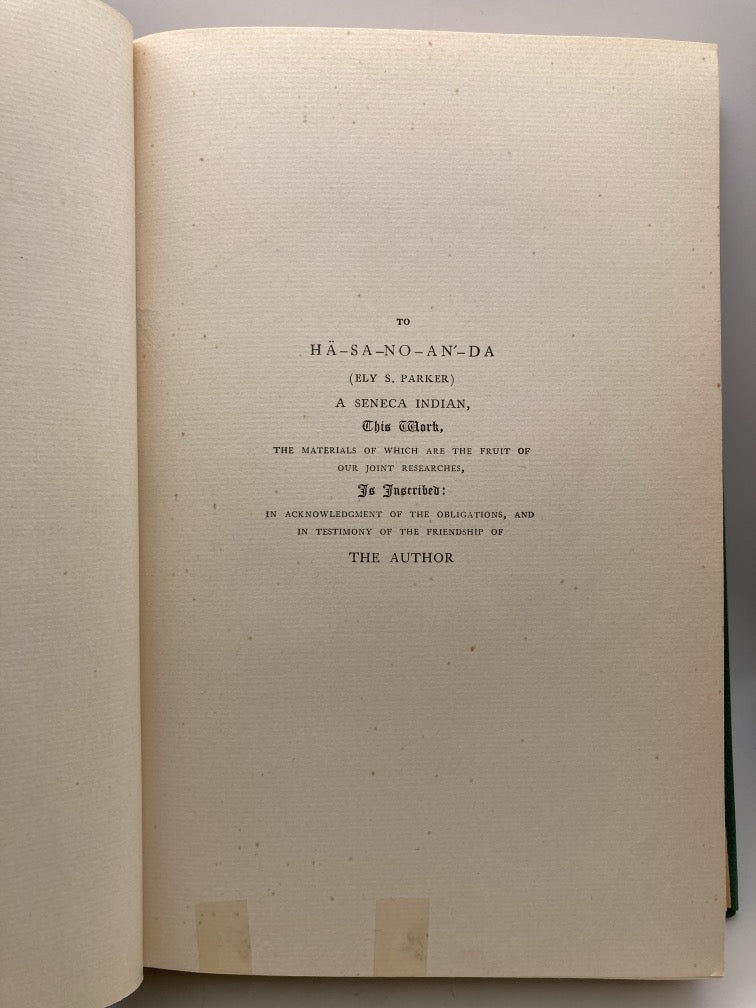 TO
HÄ–SA–NO–AN′–DA
(ELY S. PARKER)
A SENECA INDIAN,
This Work,
THE MATERIALS OF WHICH ARE THE FRUIT OF
OUR JOINT RESEARCHES,
Is Inscribed:
IN ACKNOWLEDGMENT OF THE OBLIGATIONS, AND
IN TESTIMONY OF THE FRIENDSHIP OF
THE AUTHOR